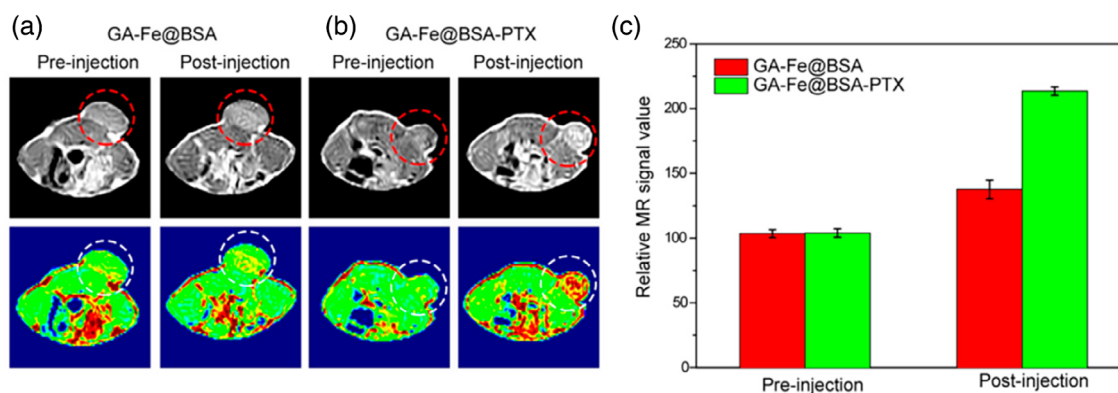 (a)
GA-Fe@BSA
Pre-injection
Post-injection
(b)
GA-Fe@BSA-PTX
Pre-injection
Post-injection
(c)
Relative MR signal value
250
200
150
100
50
0
GA-Fe@BSA
GA-Fe@BSA-PTX
Pre-injection
Post-injection